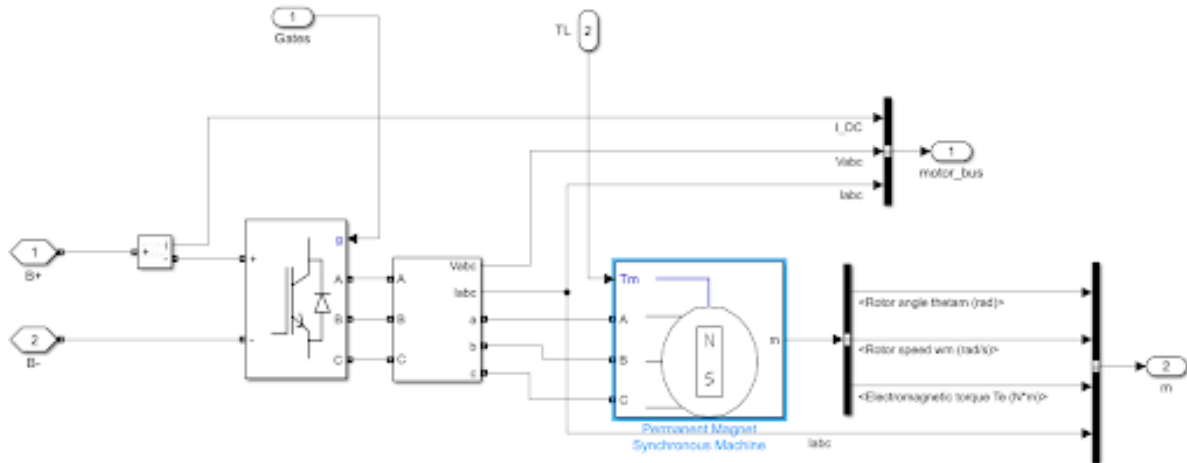 1
Gates
TL
2
I_DC
Vabc
Iabc
1
motor_bus
1
B+
+
i
-
2
B-
g
+
-
A
B
C
A
B
C
Vabc
Iabc
a
b
c
Tm
A
B
C
N
S
m
Permanent Magnet
Synchronous Machine
<Rotor angle thetam (rad)>
<Rotor speed wm (rad/s)>
<Electromagnetic torque Te (N*m)>
Iabc
2
m